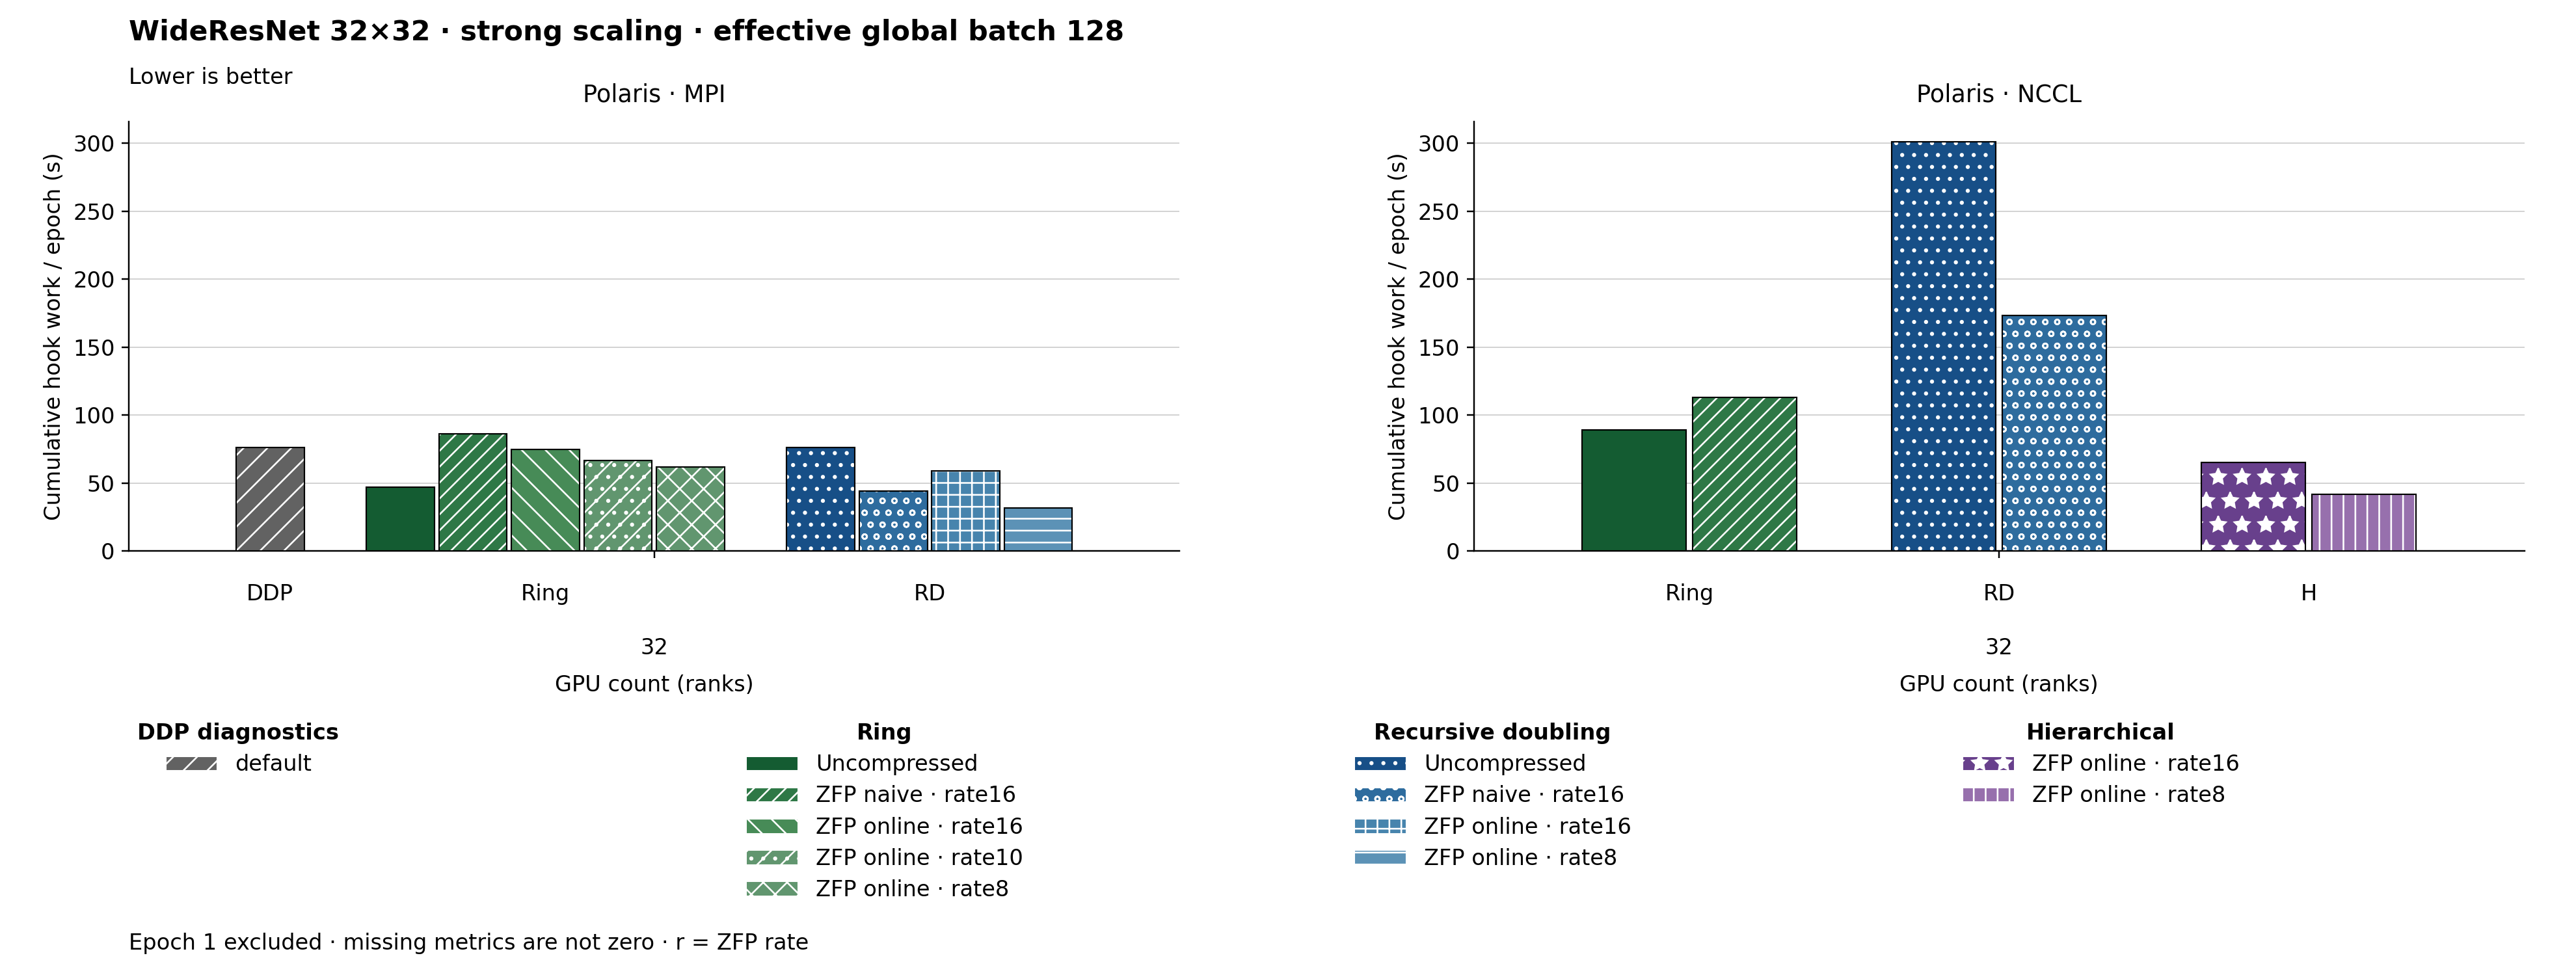 WideResNet 32×32 · strong scaling · effective global batch 128
Lower is better
Polaris · MPI
Cumulative hook work / epoch (s)
300
250
200
150
100
50
0
DDP
Ring
RD
32
GPU count (ranks)
Polaris · NCCL
Cumulative hook work / epoch (s)
300
250
200
150
100
50
0
Ring
RD
H
32
GPU count (ranks)
DDP diagnostics
default
Ring
Uncompressed
ZFP naive · rate16
ZFP online · rate16
ZFP online · rate10
ZFP online · rate8
Recursive doubling
Uncompressed
ZFP naive · rate16
ZFP online · rate16
ZFP online · rate8
Hierarchical
ZFP online · rate16
ZFP online · rate8
Epoch 1 excluded · missing metrics are not zero · r = ZFP rate